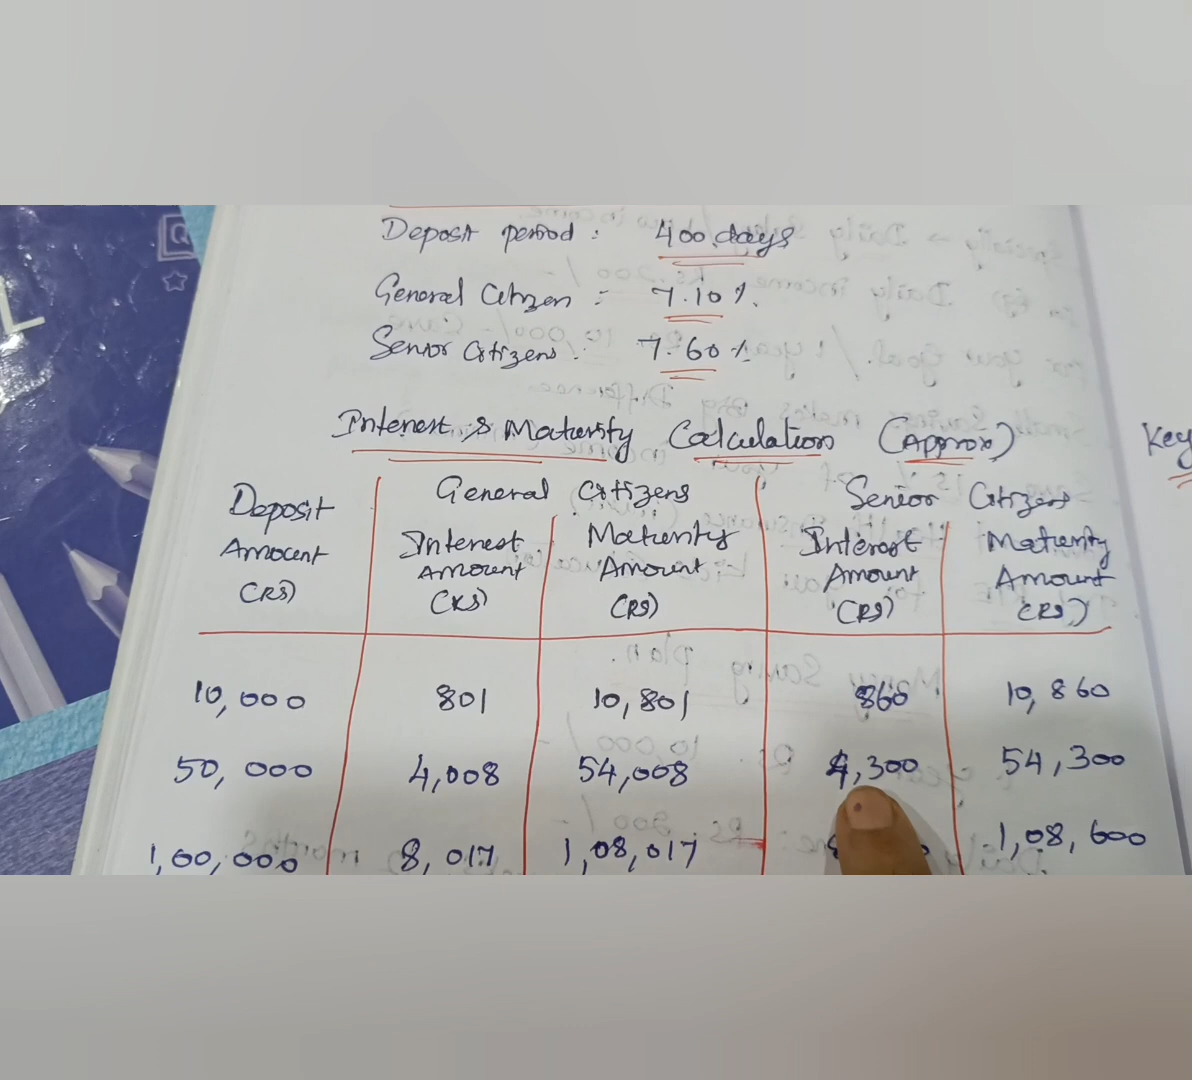 Deposit period : 400 days
General Citizen : 7.10 %.
Senior Citizens : 7.60 %
Interest & Maturity Calculation (Approx)
Key
Deposit Amount (RS)
General Citizens
Senior Citizens
Interest Amount (RS)
Maturity Amount (RS)
Interest Amount (RS)
Maturity Amount (RS)
10,000 801 10,801 860 10,860
50,000 4,008 54,008 4,300 54,300
1,00,000 8,017 1,08,017 1,08,600